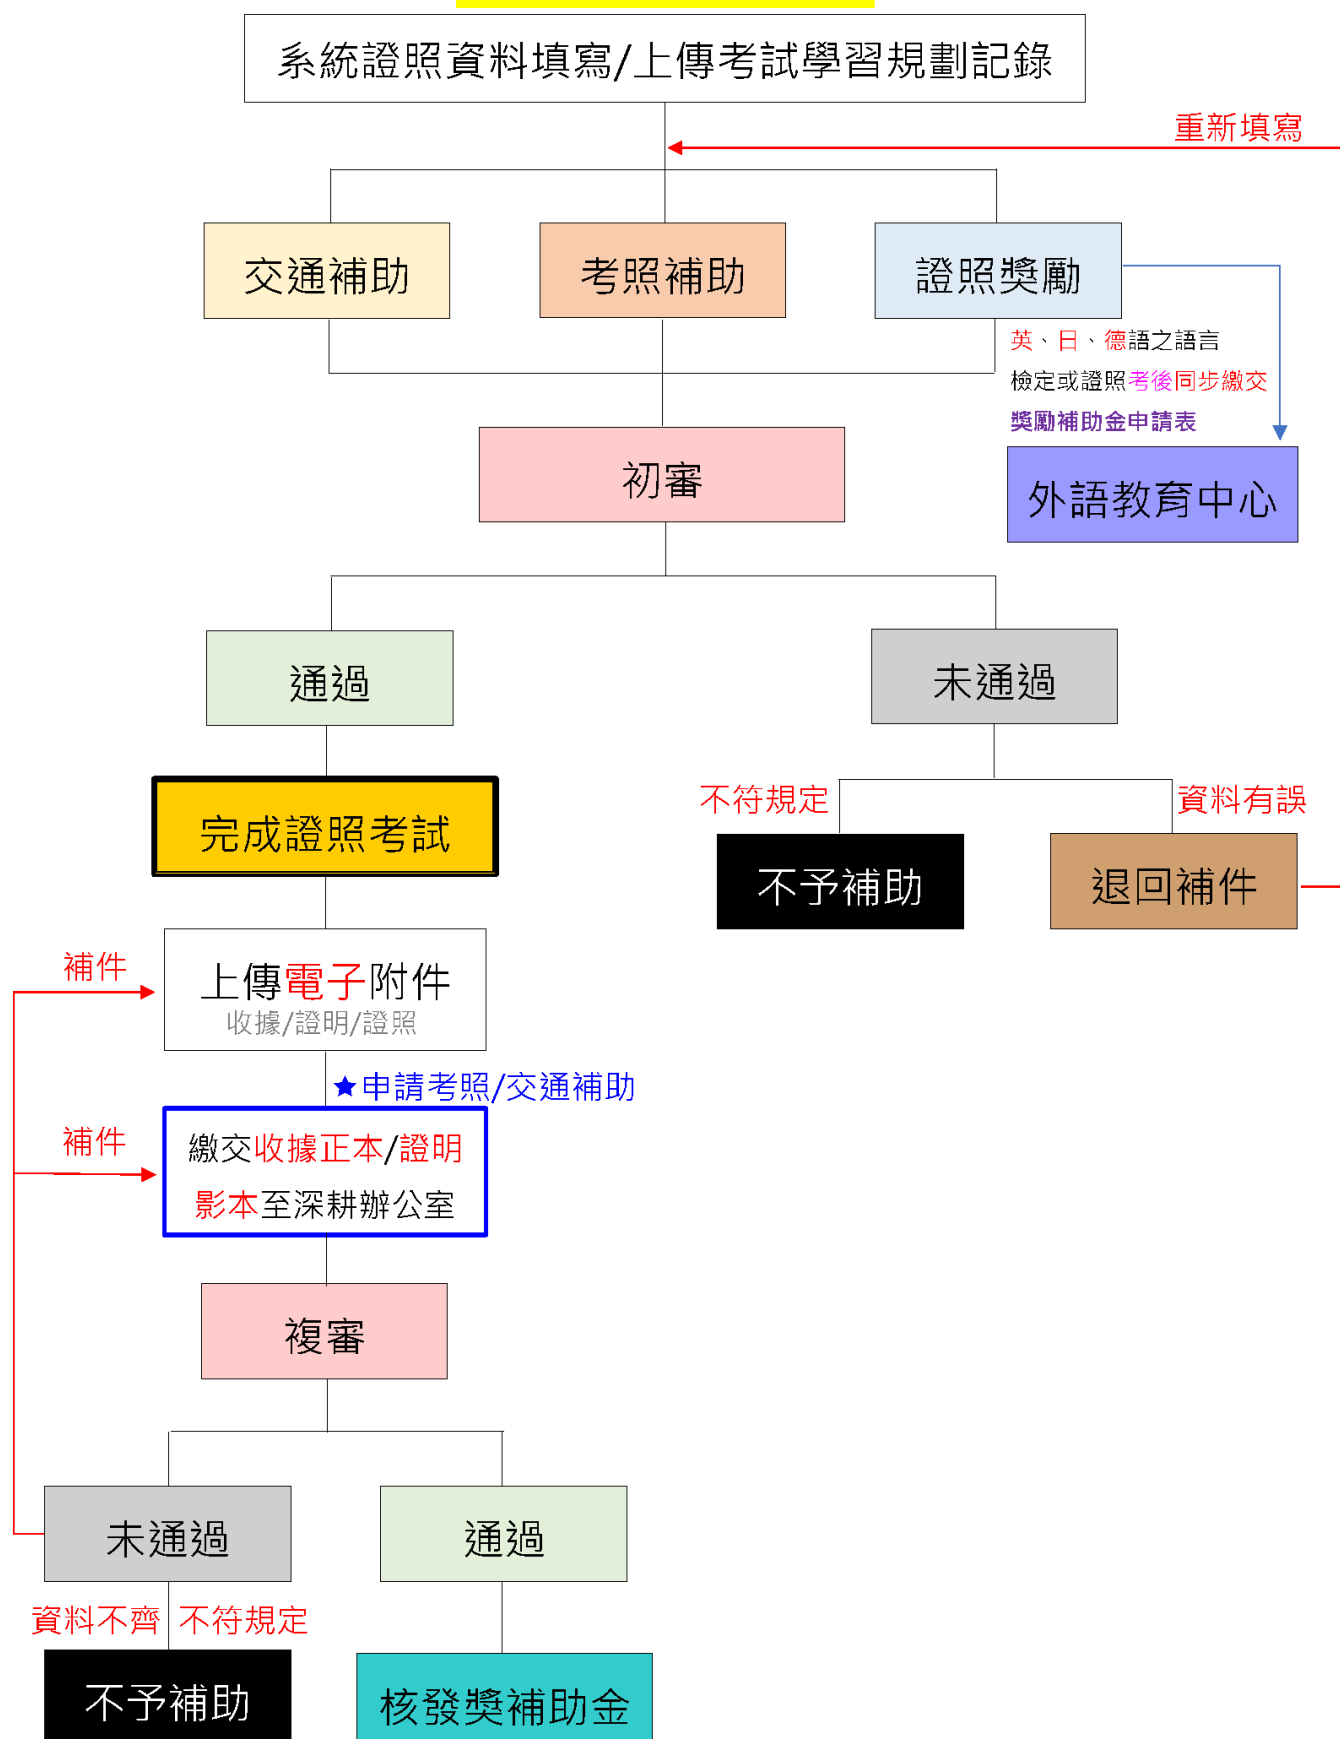 系統證照資料填寫/上傳考試學習規劃記錄
重新填寫
交通補助
考照補助
證照獎勵
英、日、德語之語言
檢定或證照考後同步繳交
獎勵補助金申請表
初審
外語教育中心
通過
未通過
不符規定
資料有誤
完成證照考試
不予補助
退回補件
補件
上傳電子附件
收據/證明/證照
★申請考照/交通補助
補件
繳交收據正本/證明
影本至深耕辦公室
複審
未通過
通過
資料不齊
不符規定
不予補助
核發獎補助金